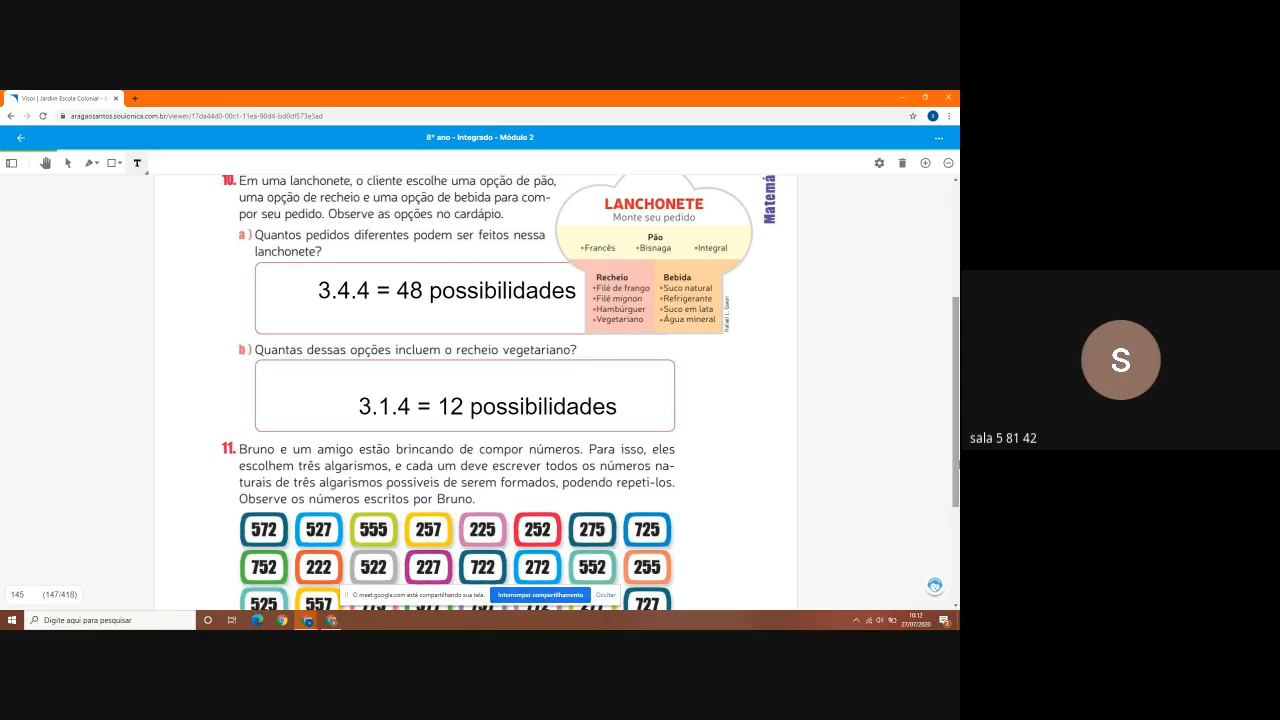 Visor | Jardim Escola Colonial - I
aragaosantos.souionica.com.br/viewer/17da44d0-00c1-11ea-90d4-bd0df573e3ad
8º ano - Integrado - Módulo 2
10. Em uma lanchonete, o cliente escolhe uma opção de pão,
uma opção de recheio e uma opção de bebida para com-
por seu pedido. Observe as opções no cardápio.
a) Quantos pedidos diferentes podem ser feitos nessa
lanchonete?
3.4.4 = 48 possibilidades
LANCHONETE
Monte seu pedido
Pão
•Francês •Bisnaga •Integral
Recheio
•Filé de frango
•Filé mignon
•Hambúrguer
•Vegetariano
Bebida
•Suco natural
•Refrigerante
•Suco em lata
•Água mineral
Matemá
b) Quantas dessas opções incluem o recheio vegetariano?
3.1.4 = 12 possibilidades
11. Bruno e um amigo estão brincando de compor números. Para isso, eles
escolhem três algarismos, e cada um deve escrever todos os números na-
turais de três algarismos possíveis de serem formados, podendo repeti-los.
Observe os números escritos por Bruno.
572 527 555 257 225 252 275 725
752 222 522 227 722 272 552 255
525 557 727
O meet.google.com está compartilhando sua tela. Interromper compartilhamento Ocultar
145 (147/418)
Digite aqui para pesquisar
10:12
27/07/2020
S
sala 5 81 42